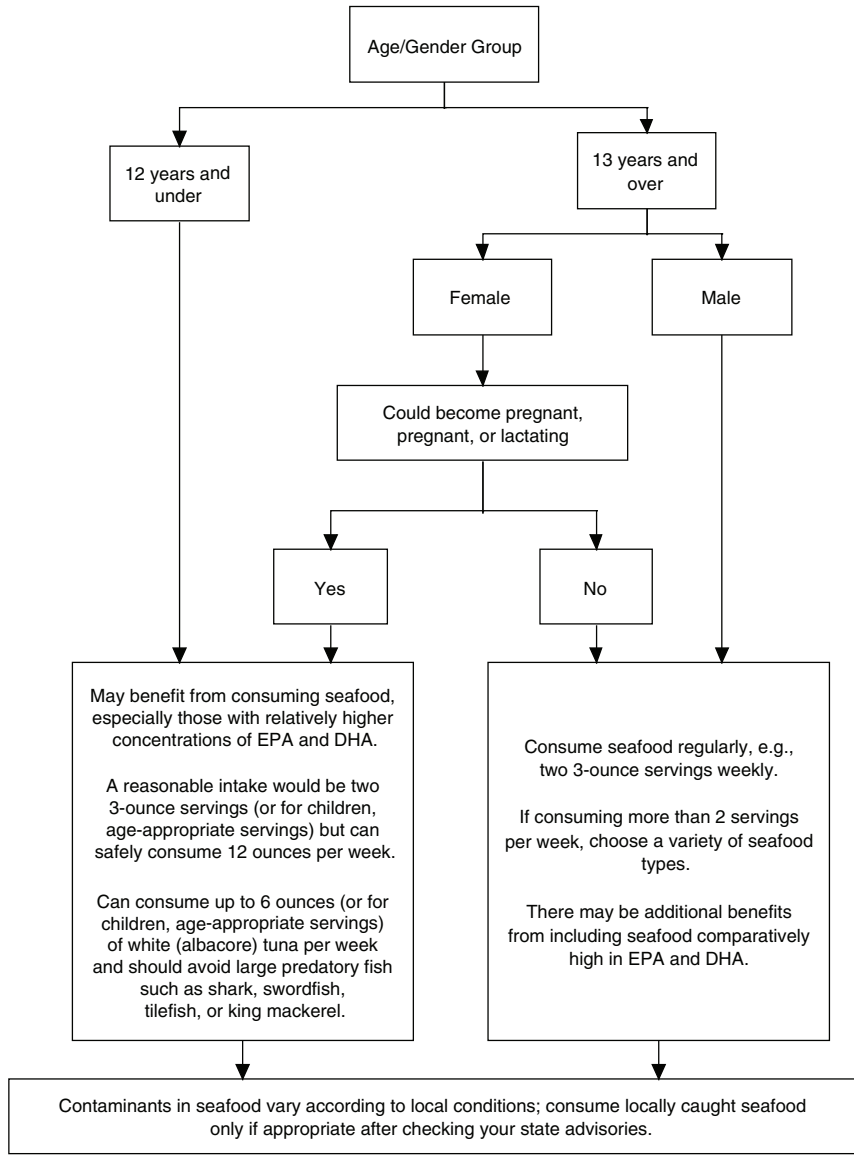 Age/Gender Group
12 years and
under
13 years and
over
Female
Male
Could become pregnant,
pregnant, or lactating
Yes
No
May benefit from consuming seafood,
especially those with relatively higher
concentrations of EPA and DHA.
A reasonable intake would be two
3-ounce servings (or for children,
age-appropriate servings) but can
safely consume 12 ounces per week.
Can consume up to 6 ounces (or for
children, age-appropriate servings)
of white (albacore) tuna per week
and should avoid large predatory fish
such as shark, swordfish,
tilefish, or king mackerel.
Consume seafood regularly, e.g.,
two 3-ounce servings weekly.
If consuming more than 2 servings
per week, choose a variety of seafood
types.
There may be additional benefits
from including seafood comparatively
high in EPA and DHA.
Contaminants in seafood vary according to local conditions; consume locally caught seafood
only if appropriate after checking your state advisories.